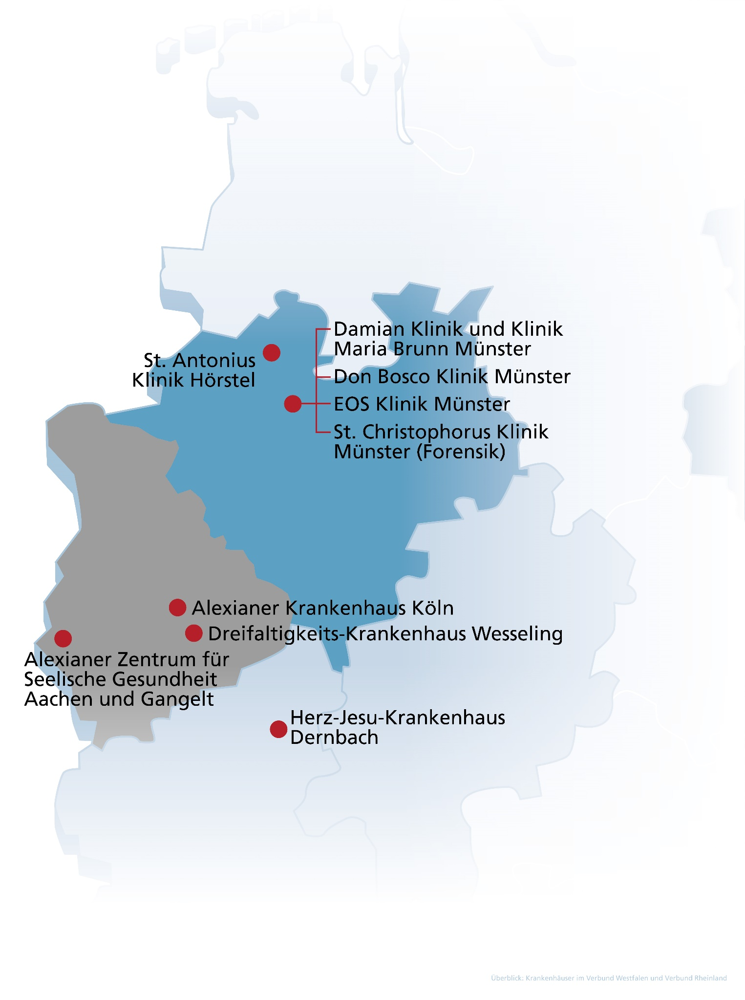 Damian Klinik und Klinik
Maria Brunn Münster
St. Antonius
Klinik Hörstel
Don Bosco Klinik Münster
EOS Klinik Münster
St. Christophorus Klinik
Münster (Forensik)
Alexianer Krankenhaus Köln
Dreifaltigkeits-Krankenhaus Wesseling
Alexianer Zentrum für
Seelische Gesundheit
Aachen und Gangelt
Herz-Jesu-Krankenhaus
Dernbach
Überblick: Krankenhäuser im Verbund Westfalen und Verbund Rheinland